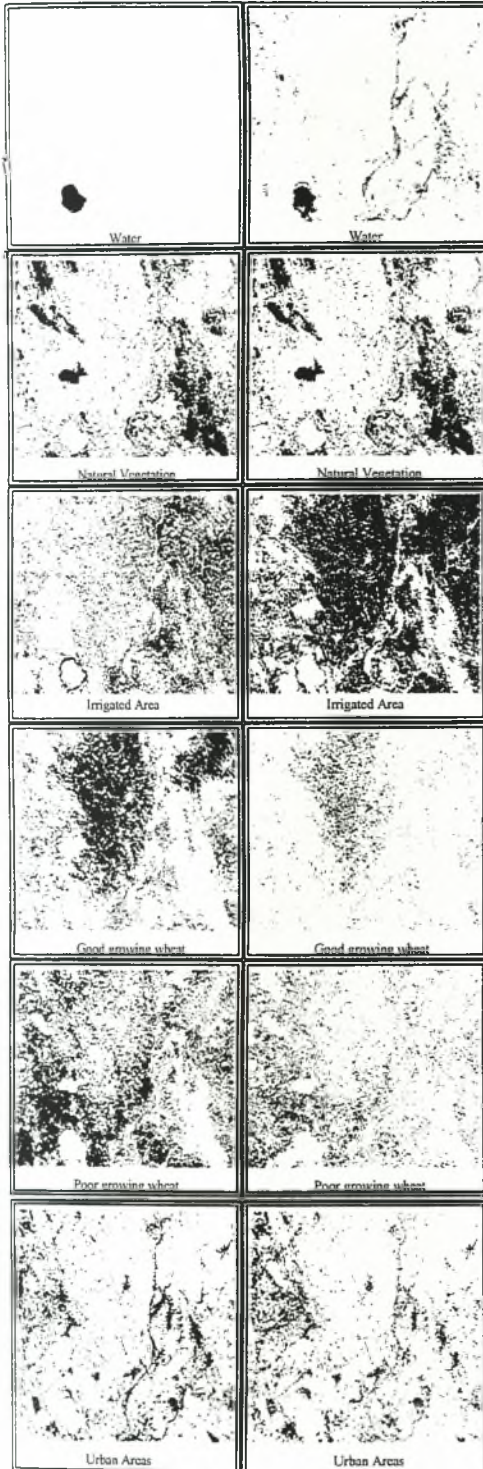 Water
Water
Natural Vegetation
Natural Vegetation
Irrigated Area
Irrigated Area
Good growing wheat
Good growing wheat
Poor growing wheat
Poor growing wheat
Urban Areas
Urban Areas